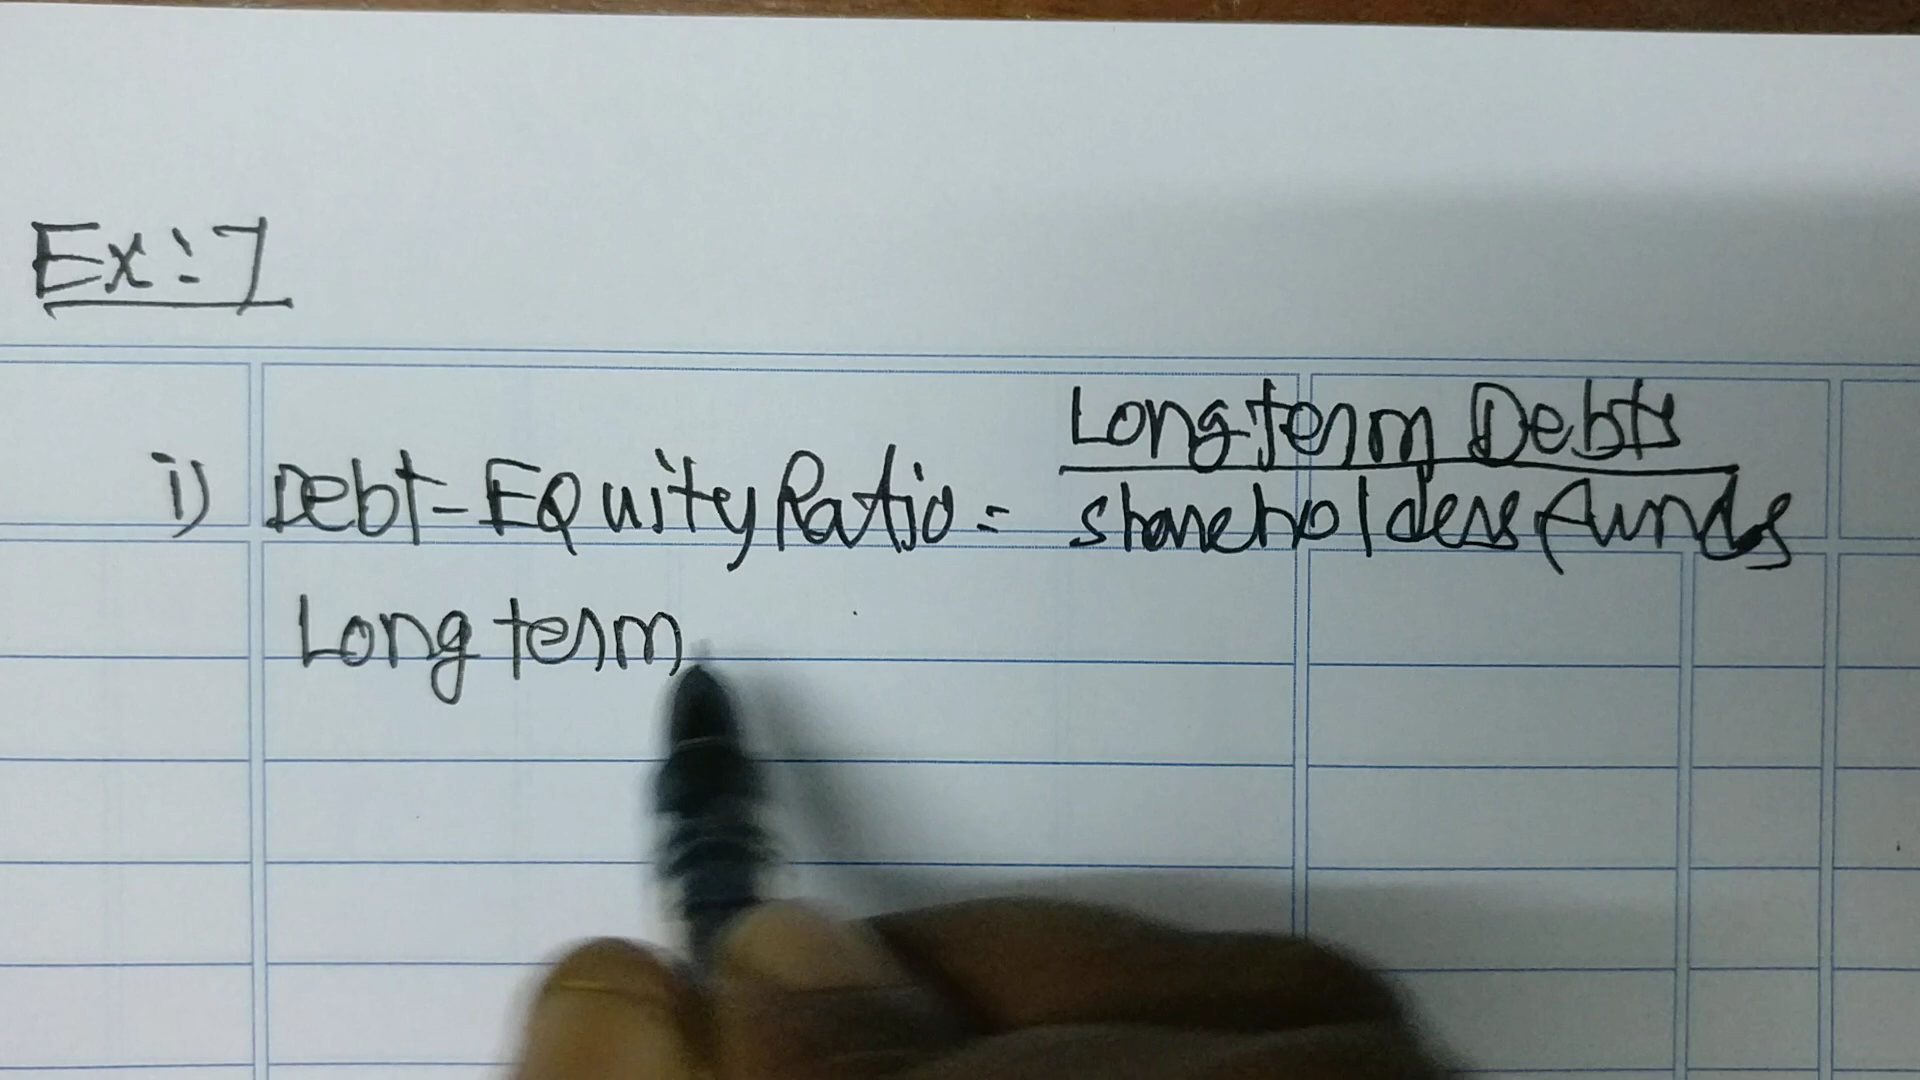 Ex:7
i) Debt-Equity Ratio = Long term Debts
Shareholders funds
Long term